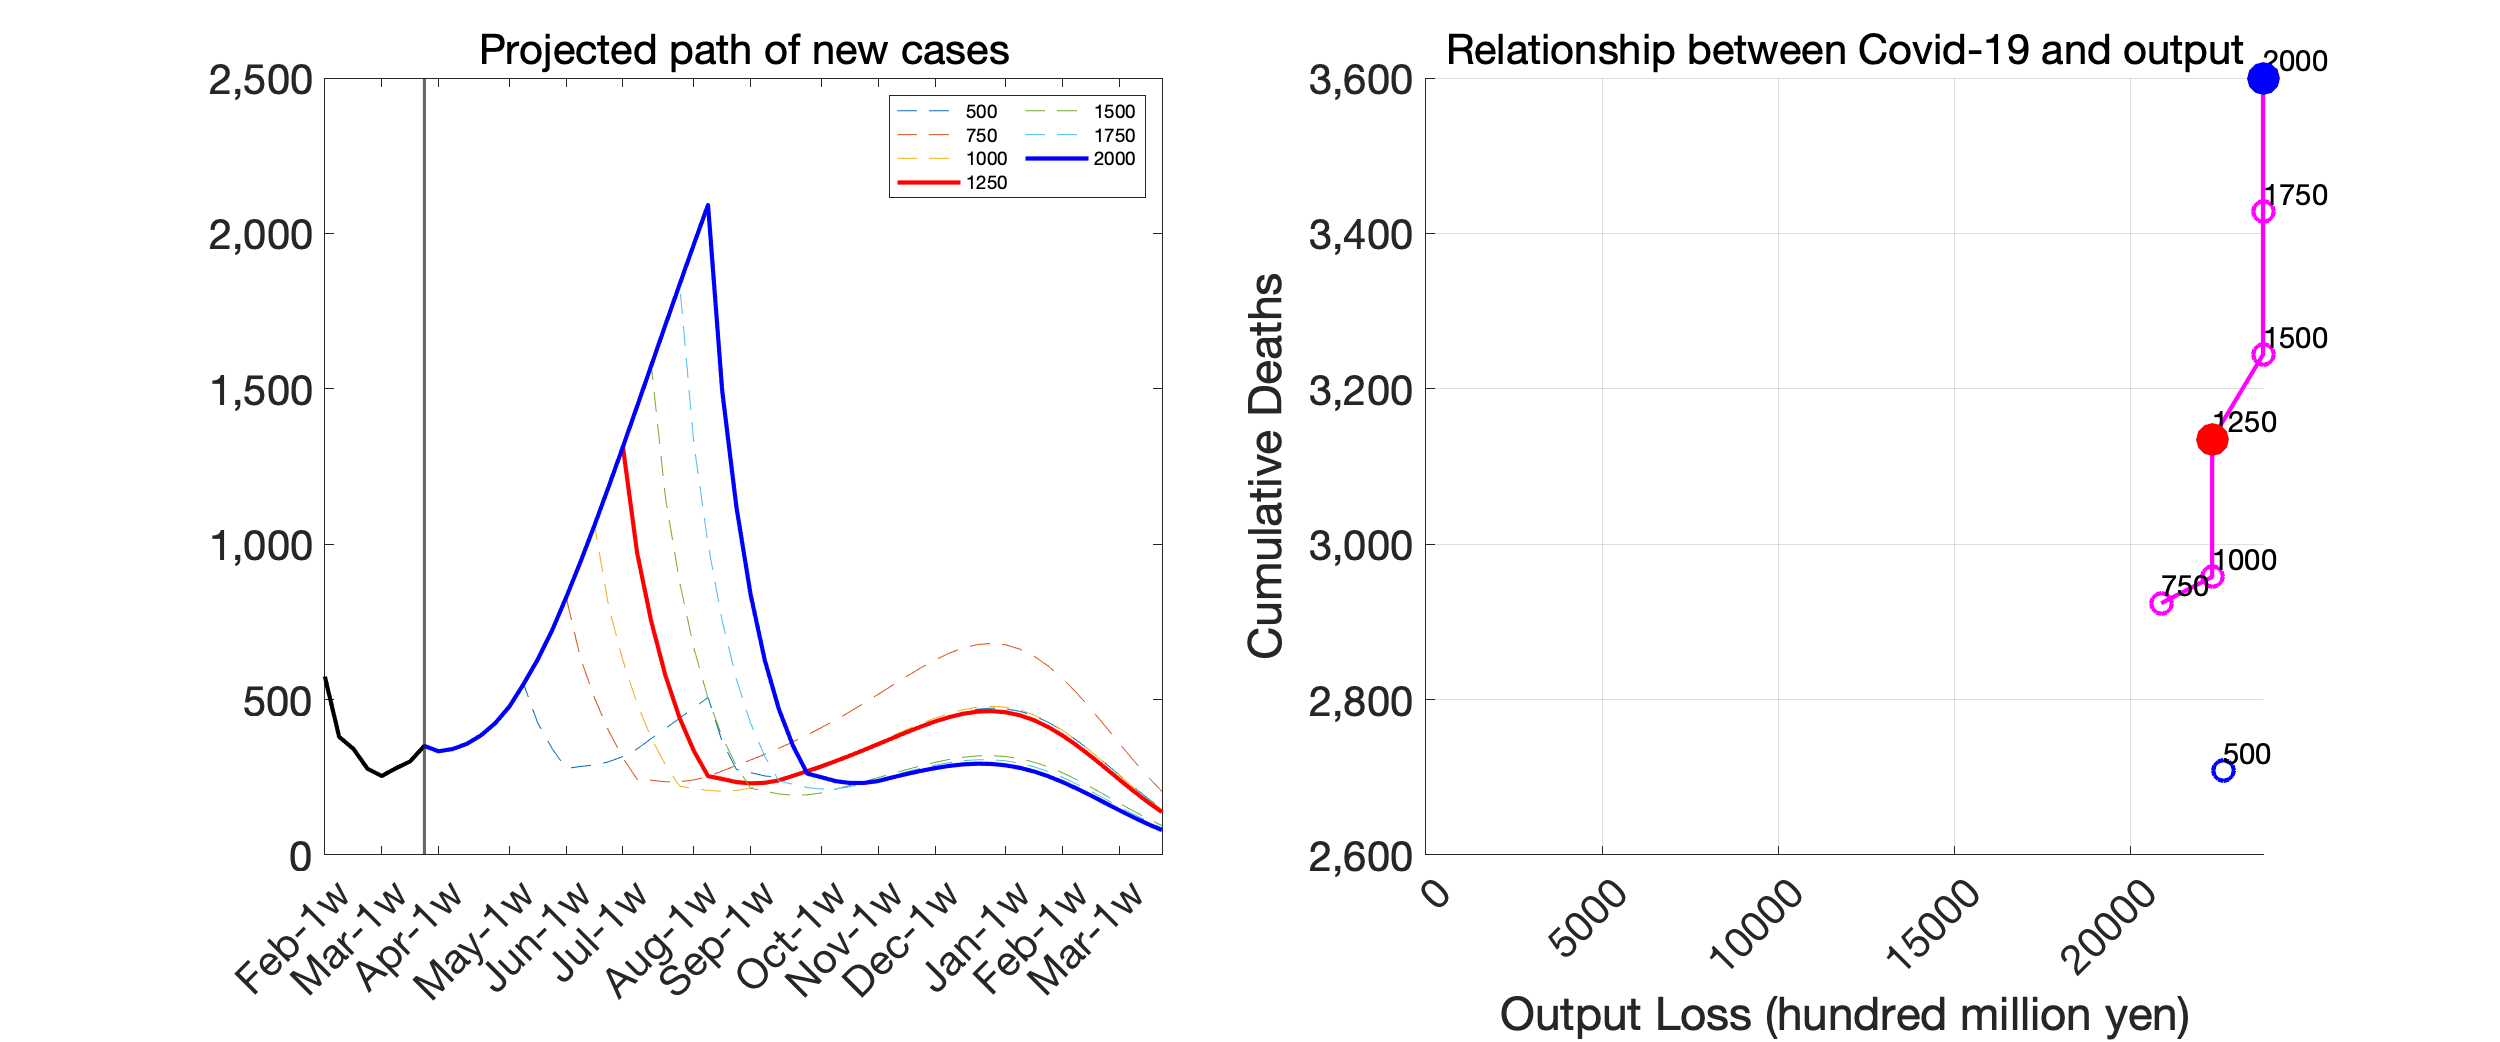 Projected path of new cases
2,500
2,000
1,500
1,000
500
0
500
750
1000
1250
1500
1750
2000
Feb-1w
Mar-1w
Apr-1w
May-1w
Jun-1w
Jul-1w
Aug-1w
Sep-1w
Oct-1w
Nov-1w
Dec-1w
Jan-1w
Feb-1w
Mar-1w
Relationship between Covid-19 and output
Cumulative Deaths
3,600
3,400
3,200
3,000
2,800
2,600
2000
1750
1500
1250
1000
750
500
0
5000
10000
15000
20000
Output Loss (hundred million yen)